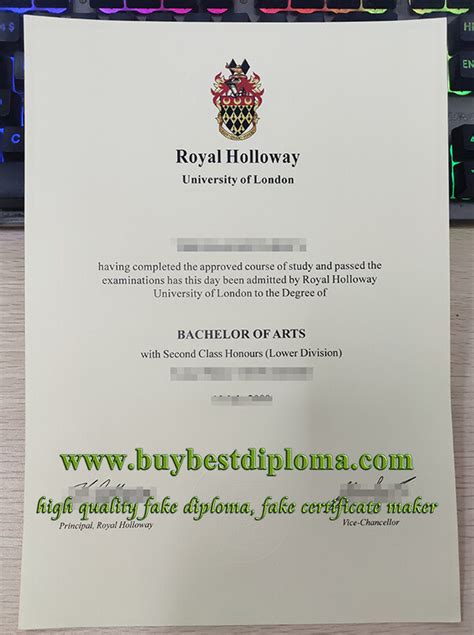 Royal Holloway
University of London
having completed the approved course of study and passed the
examinations has this day been admitted by Royal Holloway
University of London to the Degree of
BACHELOR OF ARTS
with Second Class Honours (Lower Division)
www.buybestdiploma.com
high quality fake diploma, fake certificate maker
Principal, Royal Holloway
Vice-Chancellor